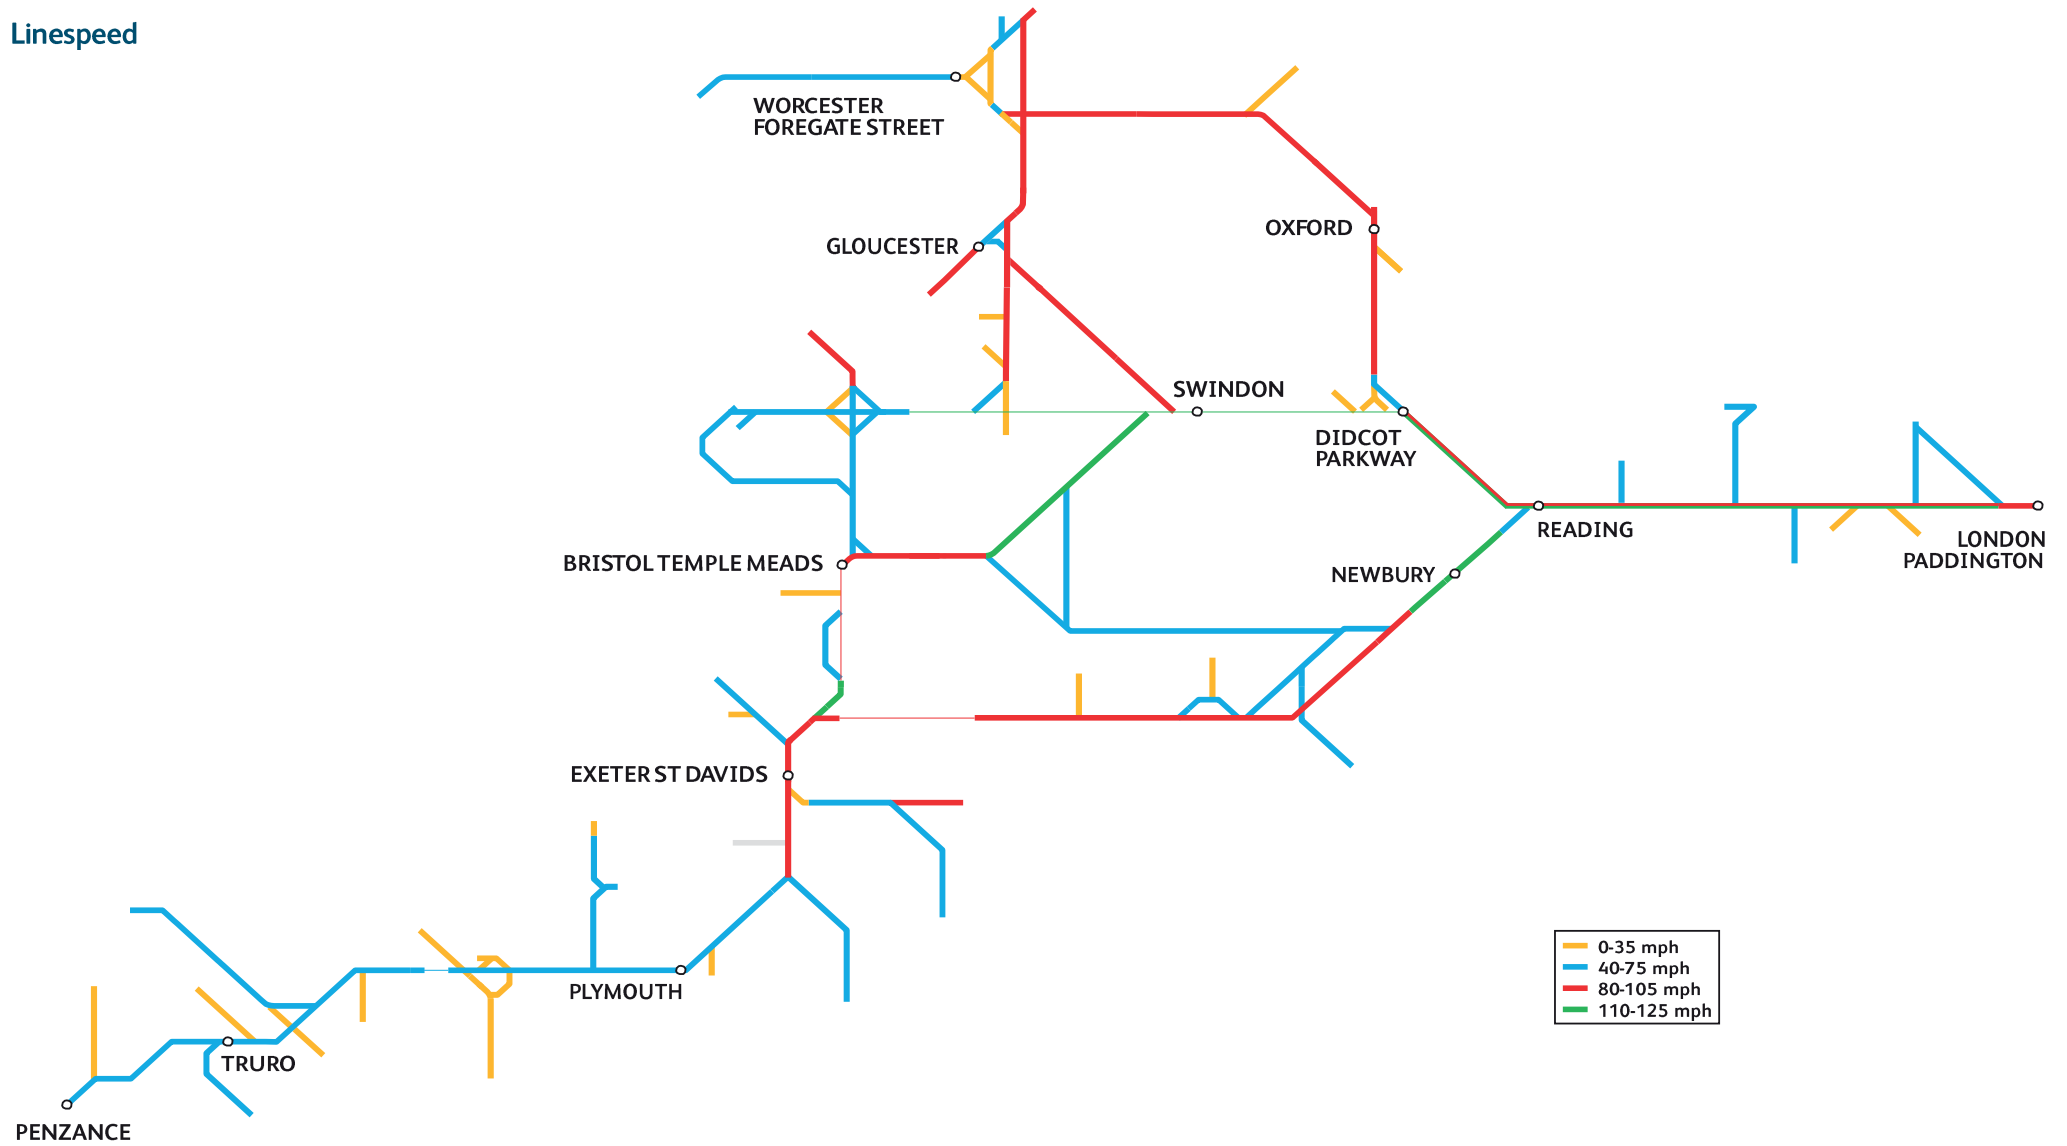 Linespeed
WORCESTER
FOREGATE STREET
OXFORD
GLOUCESTER
SWINDON
DIDCOT
PARKWAY
READING
LONDON
PADDINGTON
BRISTOL TEMPLE MEADS
NEWBURY
EXETER ST DAVIDS
0-35 mph
40-75 mph
80-105 mph
110-125 mph
PLYMOUTH
TRURO
PENZANCE